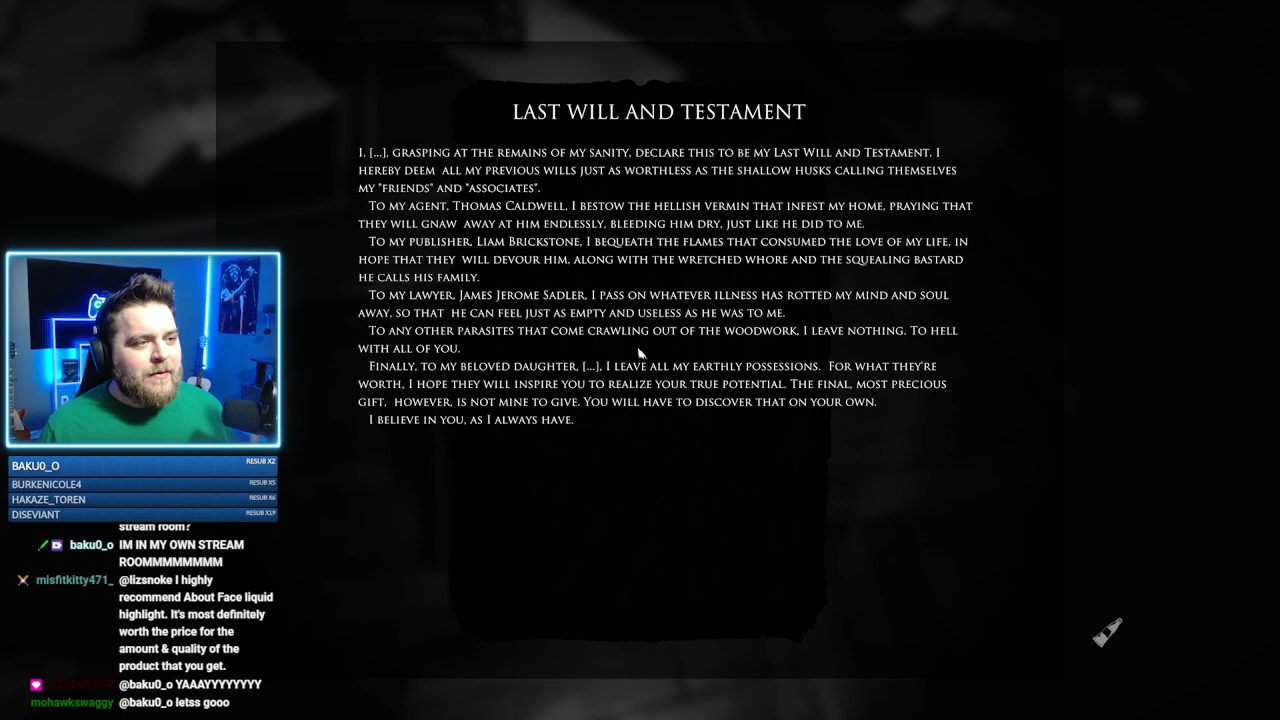 LAST WILL AND TESTAMENT
I, [...], GRASPING AT THE REMAINS OF MY SANITY, DECLARE THIS TO BE MY LAST WILL AND TESTAMENT. I
HEREBY DEEM ALL MY PREVIOUS WILLS JUST AS WORTHLESS AS THE SHALLOW HUSKS CALLING THEMSELVES
MY "FRIENDS" AND "ASSOCIATES".
TO MY AGENT, THOMAS CALDWELL, I BESTOW THE HELLISH VERMIN THAT INFEST MY HOME, PRAYING THAT
THEY WILL GNAW AWAY AT HIM ENDLESSLY, BLEEDING HIM DRY, JUST LIKE HE DID TO ME.
TO MY PUBLISHER, LIAM BRICKSTONE, I BEQUEATH THE FLAMES THAT CONSUMED THE LOVE OF MY LIFE, IN
HOPE THAT THEY WILL DEVOUR HIM, ALONG WITH THE WRETCHED WHORE AND THE SQUEALING BASTARD
HE CALLS HIS FAMILY.
TO MY LAWYER, JAMES JEROME SADLER, I PASS ON WHATEVER ILLNESS HAS ROTTED MY MIND AND SOUL
AWAY, SO THAT HE CAN FEEL JUST AS EMPTY AND USELESS AS HE WAS TO ME.
TO ANY OTHER PARASITES THAT COME CRAWLING OUT OF THE WOODWORK, I LEAVE NOTHING. TO HELL
WITH ALL OF YOU.
FINALLY, TO MY BELOVED DAUGHTER, [...], I LEAVE ALL MY EARTHLY POSSESSIONS. FOR WHAT THEY'RE
WORTH, I HOPE THEY WILL INSPIRE YOU TO REALIZE YOUR TRUE POTENTIAL. THE FINAL, MOST PRECIOUS
GIFT, HOWEVER, IS NOT MINE TO GIVE. YOU WILL HAVE TO DISCOVER THAT ON YOUR OWN.
I BELIEVE IN YOU, AS I ALWAYS HAVE.
BAKU0_O RESUB X2
BURKENICOLE4 RESUB X5
HAKAZE_TOREN RESUB X6
DISEVIANT RESUB X19
stream room?
baku0_o IM IN MY OWN STREAM
ROOMMMMMMMM
misfitkitty471_ @lizsnoke I highly
recommend About Face liquid
highlight. It's most definitely
worth the price for the
amount & quality of the
product that you get.
@baku0_o YAAAYYYYYYYY
mohawkswaggy @baku0_o letss gooo